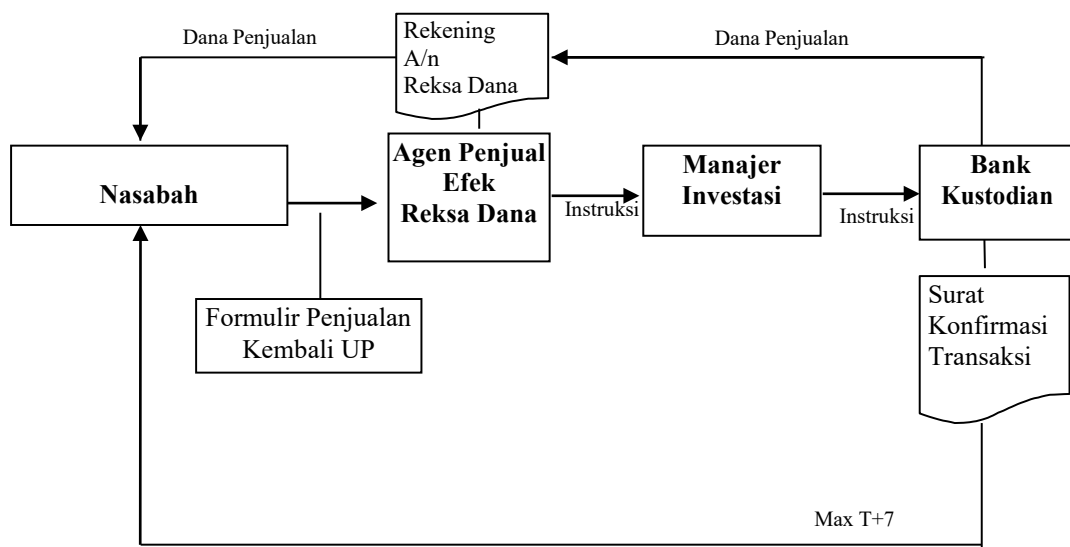 Dana Penjualan
Rekening
A/n
Reksa Dana
Dana Penjualan
Nasabah
Agen Penjual
Efek
Reksa Dana
Instruksi
Manajer
Investasi
Instruksi
Bank
Kustodian
Formulir Penjualan
Kembali UP
Surat
Konfirmasi
Transaksi
Max T+7